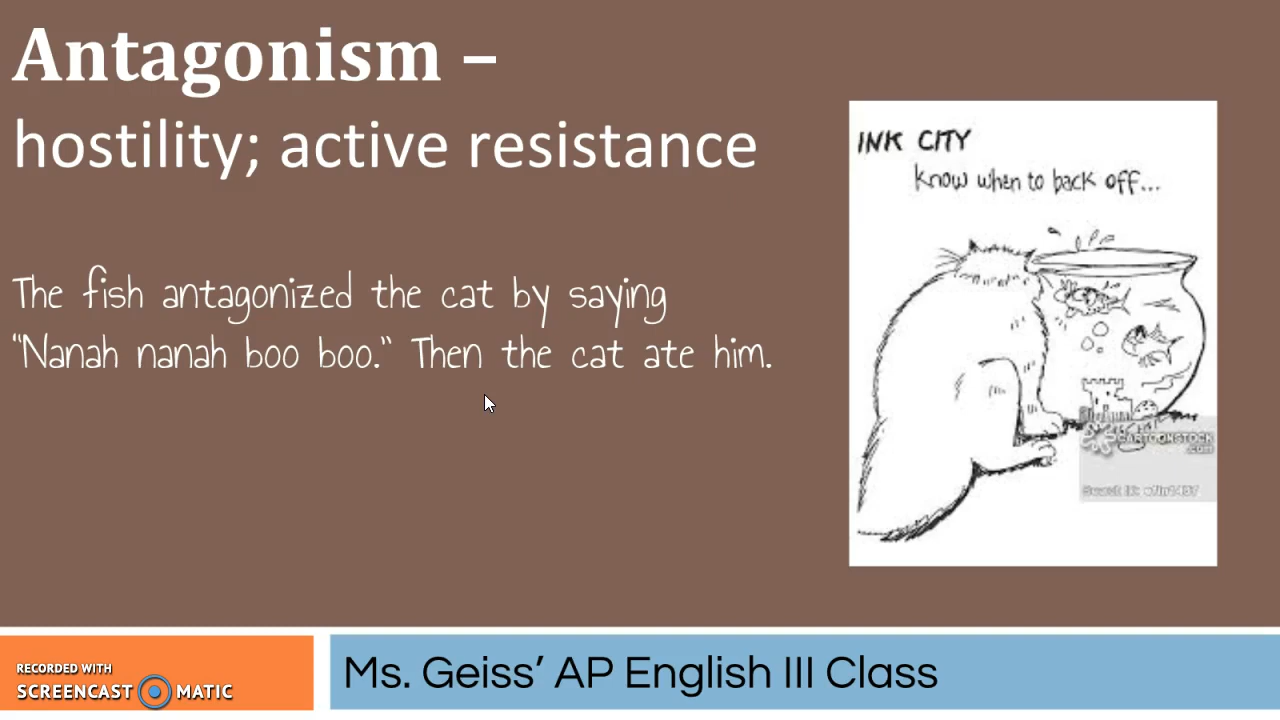 Antagonism –
hostility; active resistance
The fish antagonized the cat by saying
"Nanah nanah boo boo." Then the cat ate him.
INK CITY
know when to back off...
CARTOONSTOCK
.com
Search ID:
RECORDED WITH
SCREENCAST MATIC
Ms. Geiss’ AP English III Class